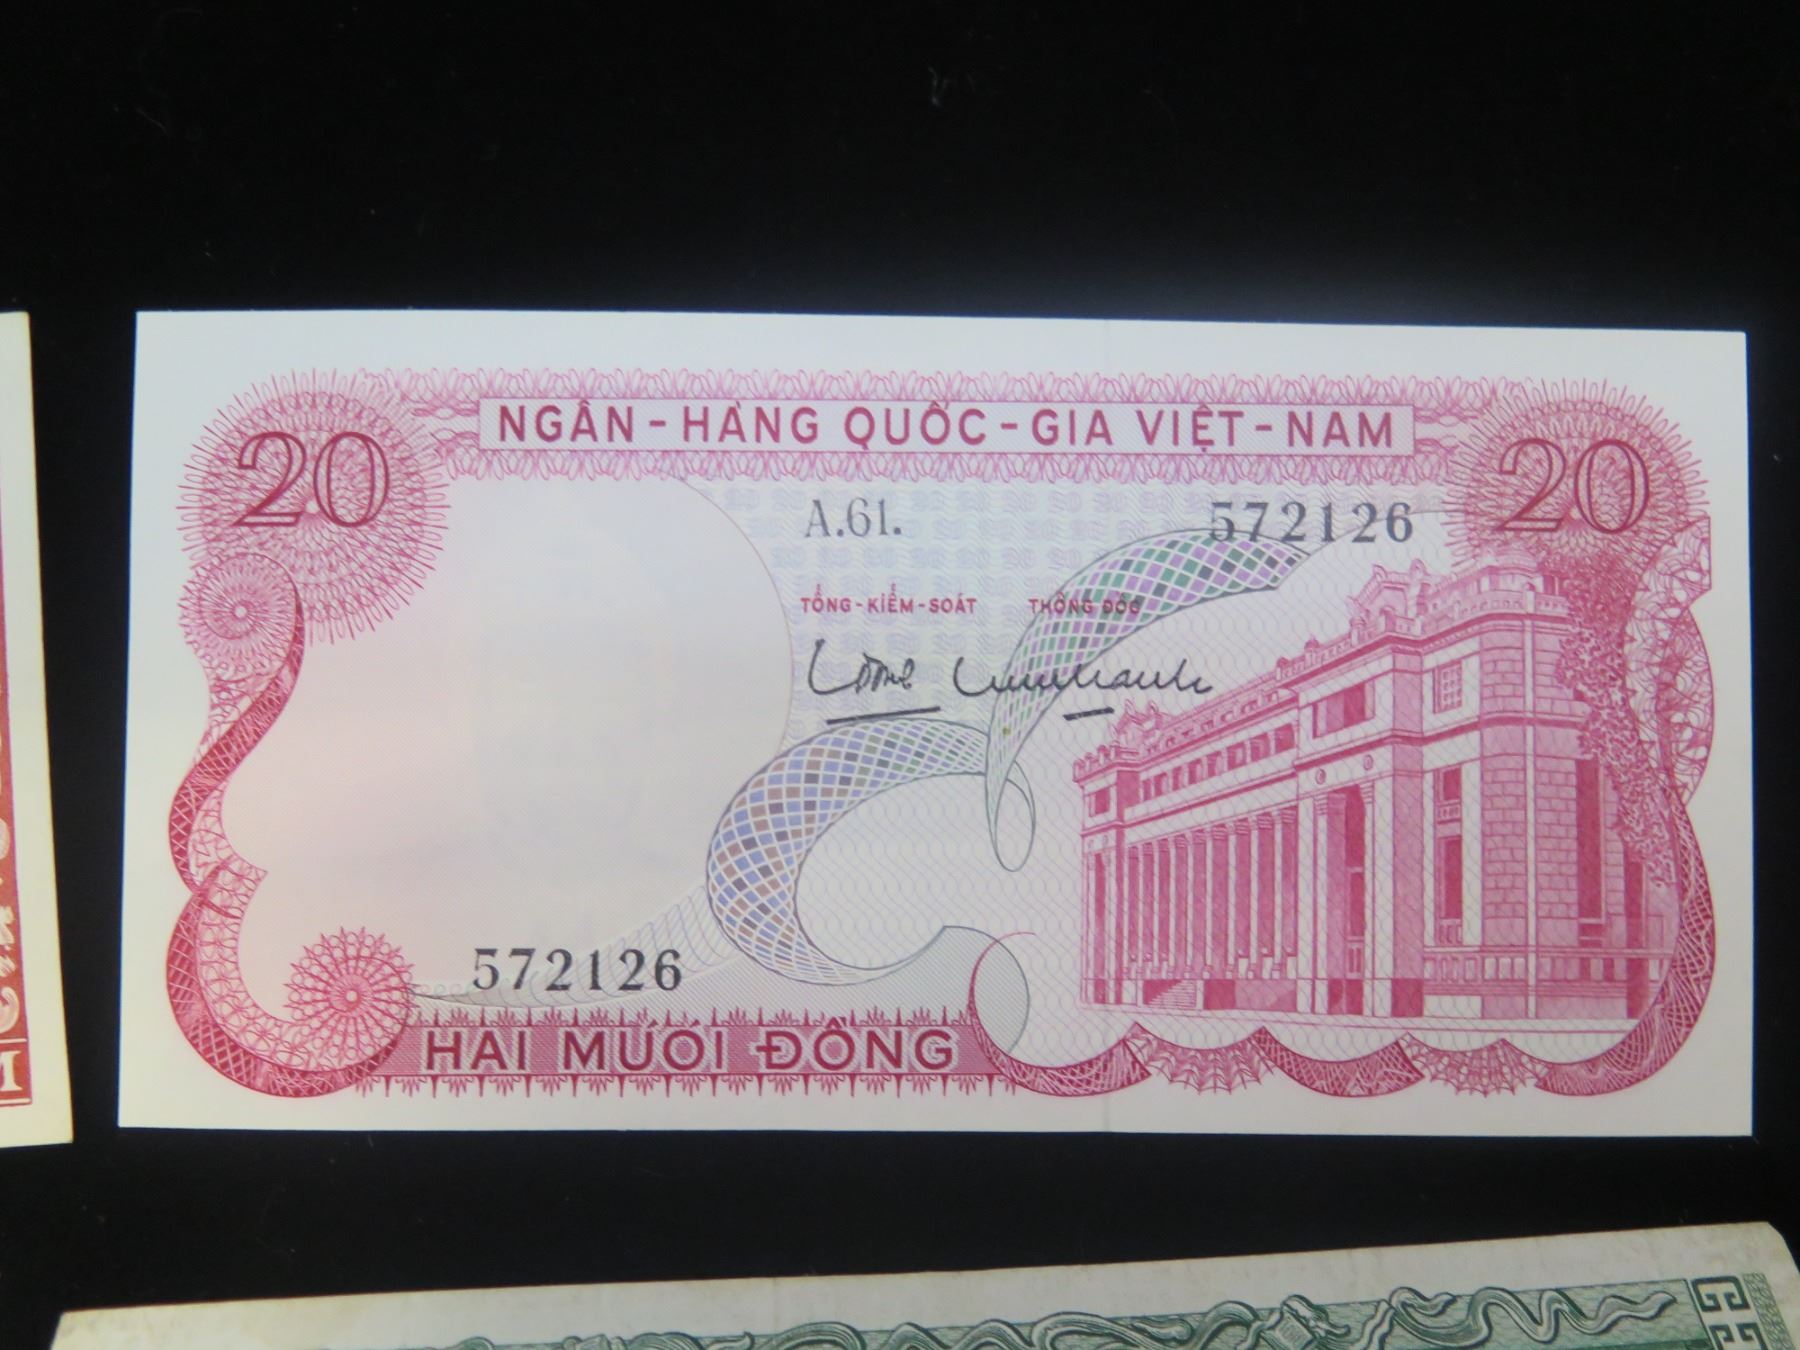 NGÂN-HÀNG QUỐC-GIA VIỆT-NAM
20
20
A.61.
572126
TỔNG-KIỂM-SOÁT
THỐNG ĐỐC
572126
HAI MƯƠI ĐỒNG